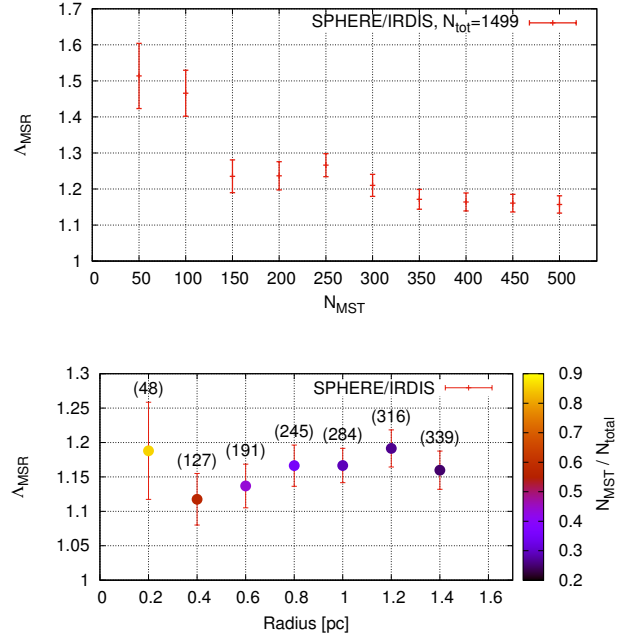 1.7
SPHERE/IRDIS, N_tot=1499
1.6
1.5
1.4
Λ_MSR
1.3
1.2
1.1
1
0 50 100 150 200 250 300 350 400 450 500
N_MST
1.3
(48)
SPHERE/IRDIS
1.25
(127) (191) (245) (284) (316) (339)
1.2
Λ_MSR
1.15
1.1
1.05
1
0 0.2 0.4 0.6 0.8 1 1.2 1.4 1.6
Radius [pc]
0.9
0.8
0.7
0.6
0.5
0.4
0.3
0.2
N_MST / N_total